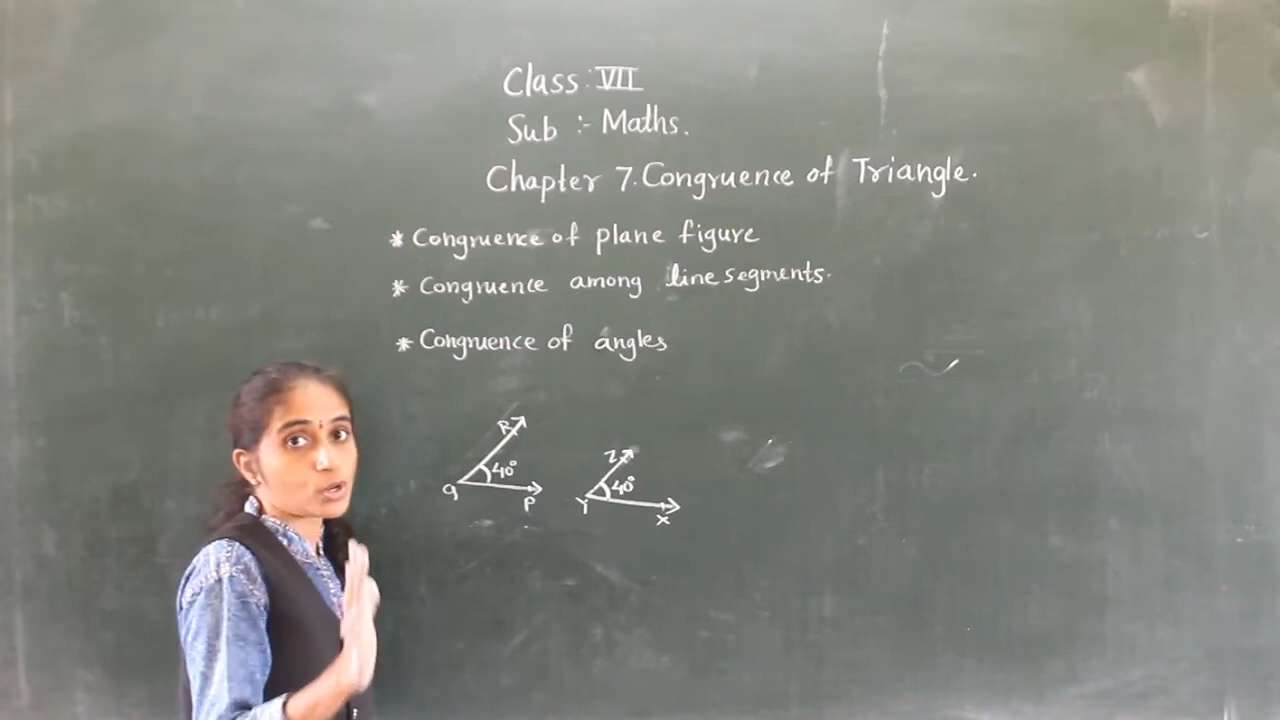 Class : VII
Sub :- Maths.
Chapter 7. Congruence of Triangle.
* Congruence of plane figure
* Congruence among line segments.
* Congruence of angles
R Z
40° 40°
Q P Y X